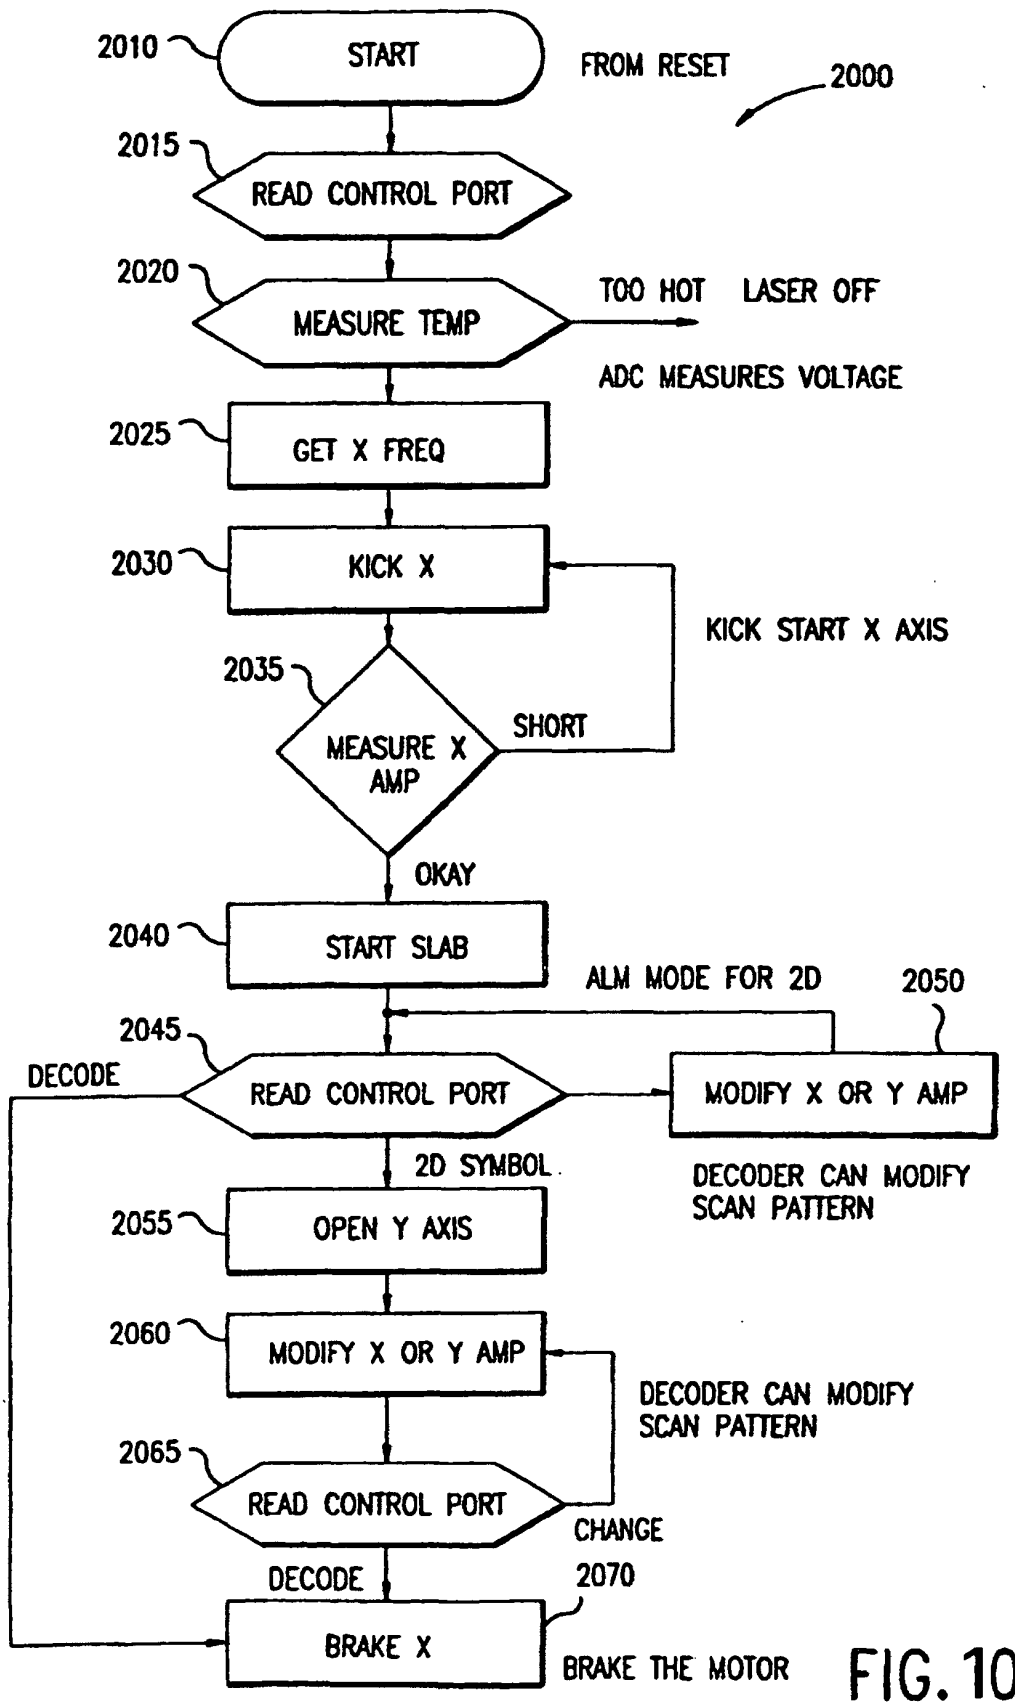 2010
START
FROM RESET
2000
2015
READ CONTROL PORT
2020
TOO HOT LASER OFF
MEASURE TEMP
ADC MEASURES VOLTAGE
2025
GET X FREQ
2030
KICK X
KICK START X AXIS
2035
SHORT
MEASURE X
AMP
OKAY
2040
START SLAB
ALM MODE FOR 2D
2050
2045
DECODE
READ CONTROL PORT
MODIFY X OR Y AMP
2D SYMBOL
DECODER CAN MODIFY
SCAN PATTERN
2055
OPEN Y AXIS
2060
MODIFY X OR Y AMP
DECODER CAN MODIFY
SCAN PATTERN
2065
READ CONTROL PORT
CHANGE
DECODE
2070
BRAKE X
BRAKE THE MOTOR
FIG. 10